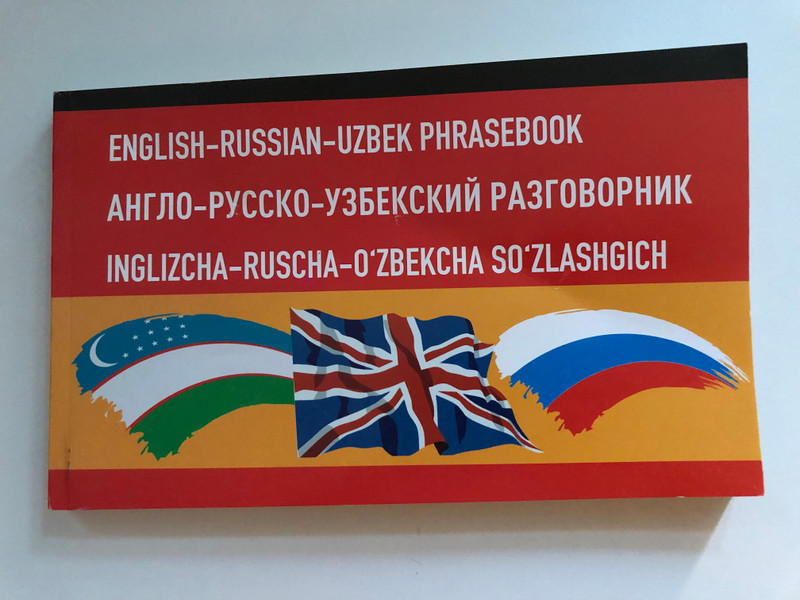 ENGLISH-RUSSIAN-UZBEK PHRASEBOOK
АНГЛО-РУССКО-УЗБЕКСКИЙ РАЗГОВОРНИК
INGLIZCHA-RUSCHA-O‘ZBEKCHA SO‘ZLASHGICH